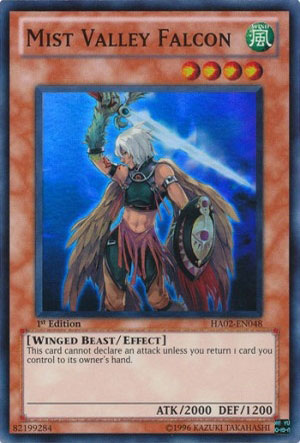 MIST VALLEY FALCON
WIND
風
1st Edition
HA02-EN048
[WINGED BEAST/EFFECT]
This card cannot declare an attack unless you return 1 card you
control to its owner's hand.
ATK/2000 DEF/1200
82199284
©1996 KAZUKI TAKAHASHI